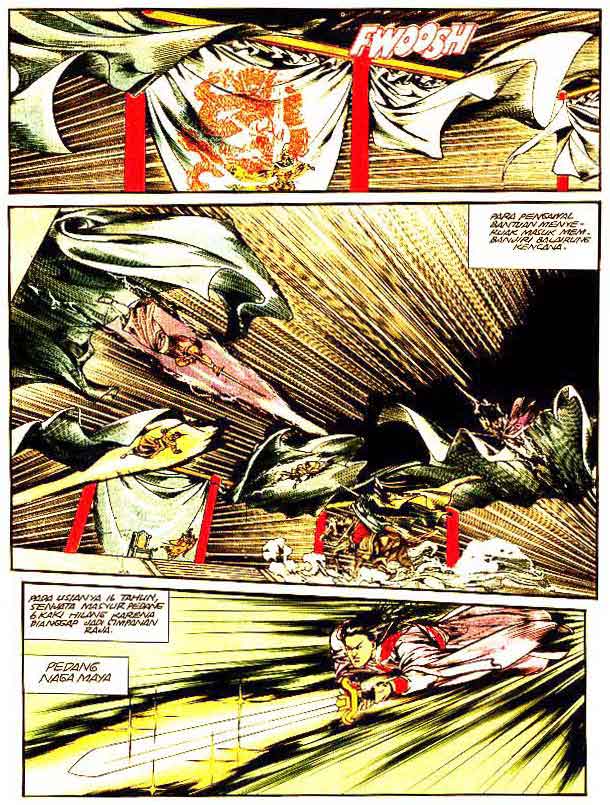 FWOOSH
PARA PENGAWAL
BANTUAN MENYE-
RUAK MASUK MEM-
BANJIRI BALAIRUNG
KENCANA.
PADA USIANYA 16 TAHUN,
SENJATA MASYUR PEDANG
6 KAKI HILANG KARENA
DIANGGAP JADI SIMPANAN
RAJA.
PEDANG
NAGA MAYA